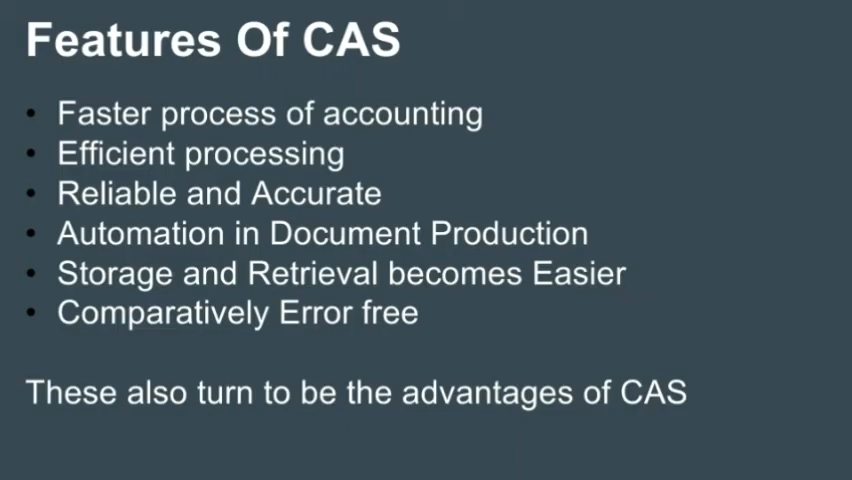 Features Of CAS
• Faster process of accounting
• Efficient processing
• Reliable and Accurate
• Automation in Document Production
• Storage and Retrieval becomes Easier
• Comparatively Error free
These also turn to be the advantages of CAS